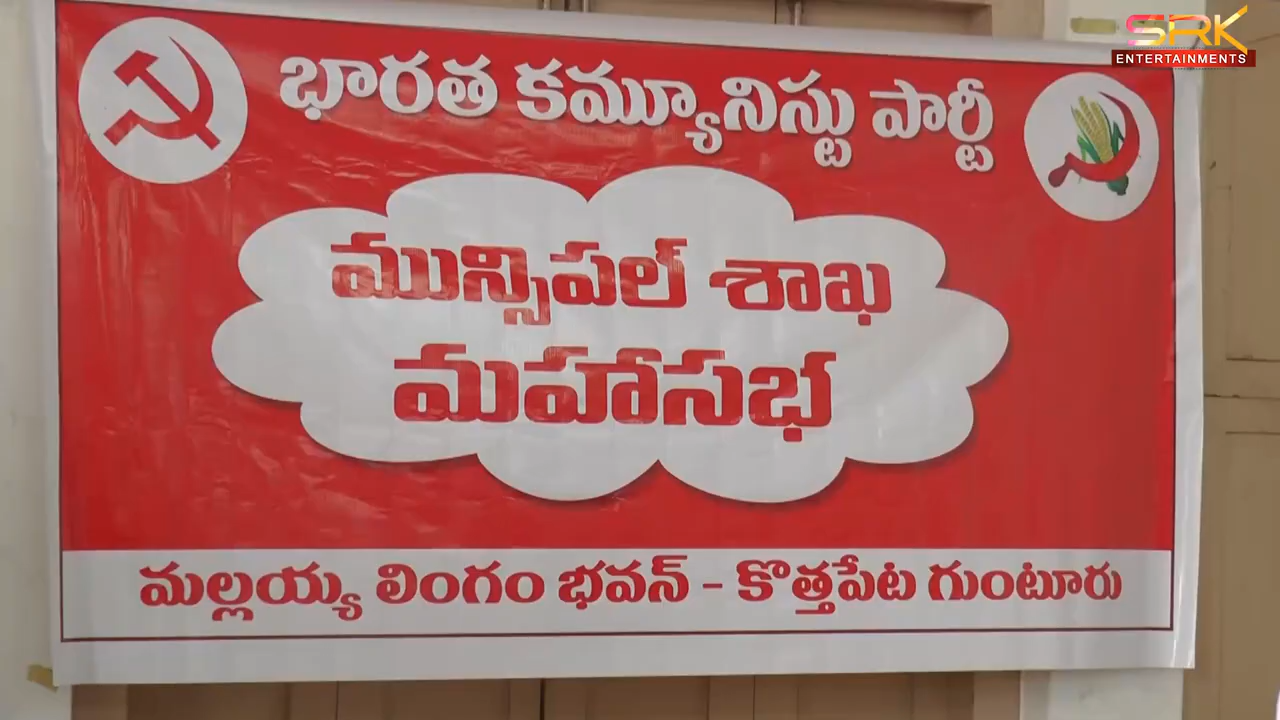 SRK
ENTERTAINMENTS
భారత కమ్యూనిస్టు పార్టీ
మున్సిపల్ శాఖ
మహాసభ
మల్లయ్య లింగం భవన్ - కొత్తపేట గుంటూరు